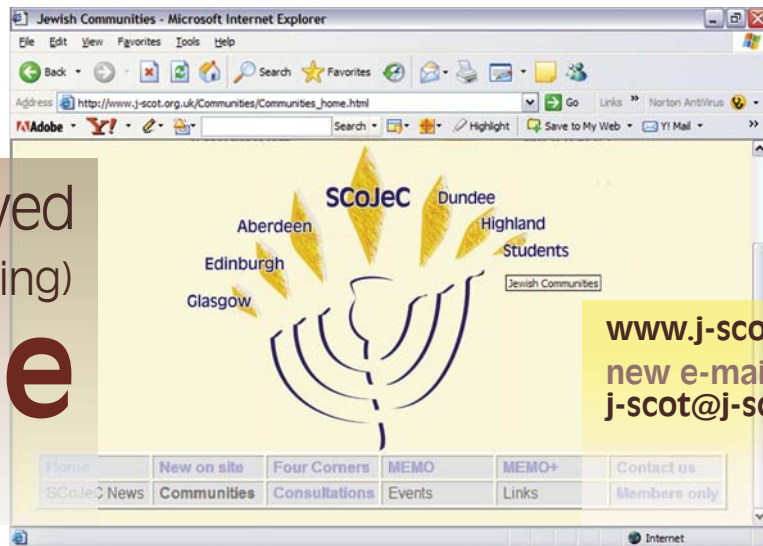 Jewish Communities - Microsoft Internet Explorer
File Edit View Favorites Tools Help
Back Search Favorites
Address http://www.j-scot.org.uk/Communities/Communities_home.html Go Links » Norton AntiVirus
Adobe Y! Search Highlight Save to My Web Y! Mail »
SCoJeC
Dundee
Aberdeen
Highland
Edinburgh
Students
Glasgow
Jewish Communities
ved
ing)
e
www.j-sco
new e-mai
j-scot@j-sc
Home New on site Four Corners MEMO MEMO+ Contact us
SCoJeC News Communities Consultations Events Links Members only
Internet